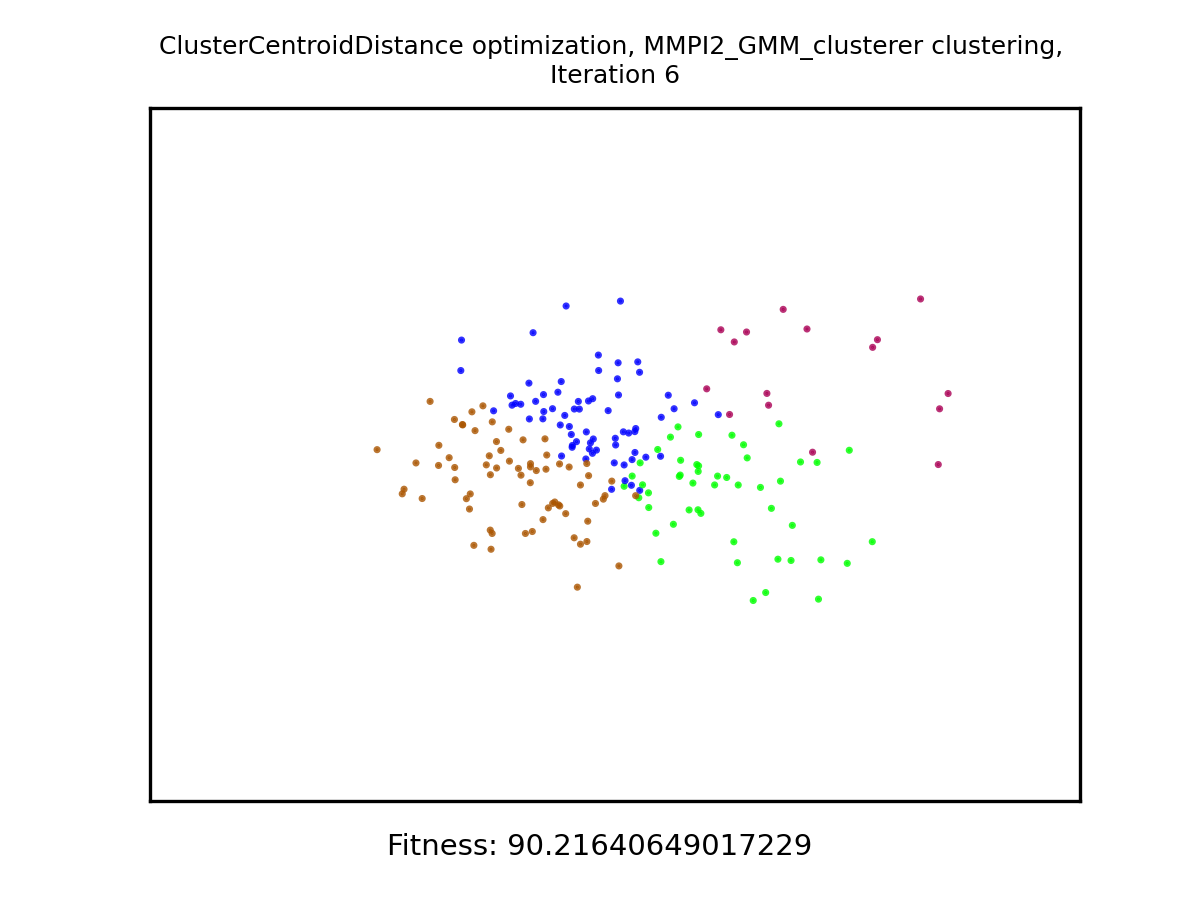 ClusterCentroidDistance optimization, MMPI2_GMM_clusterer clustering,
Iteration 6
Fitness: 90.21640649017229